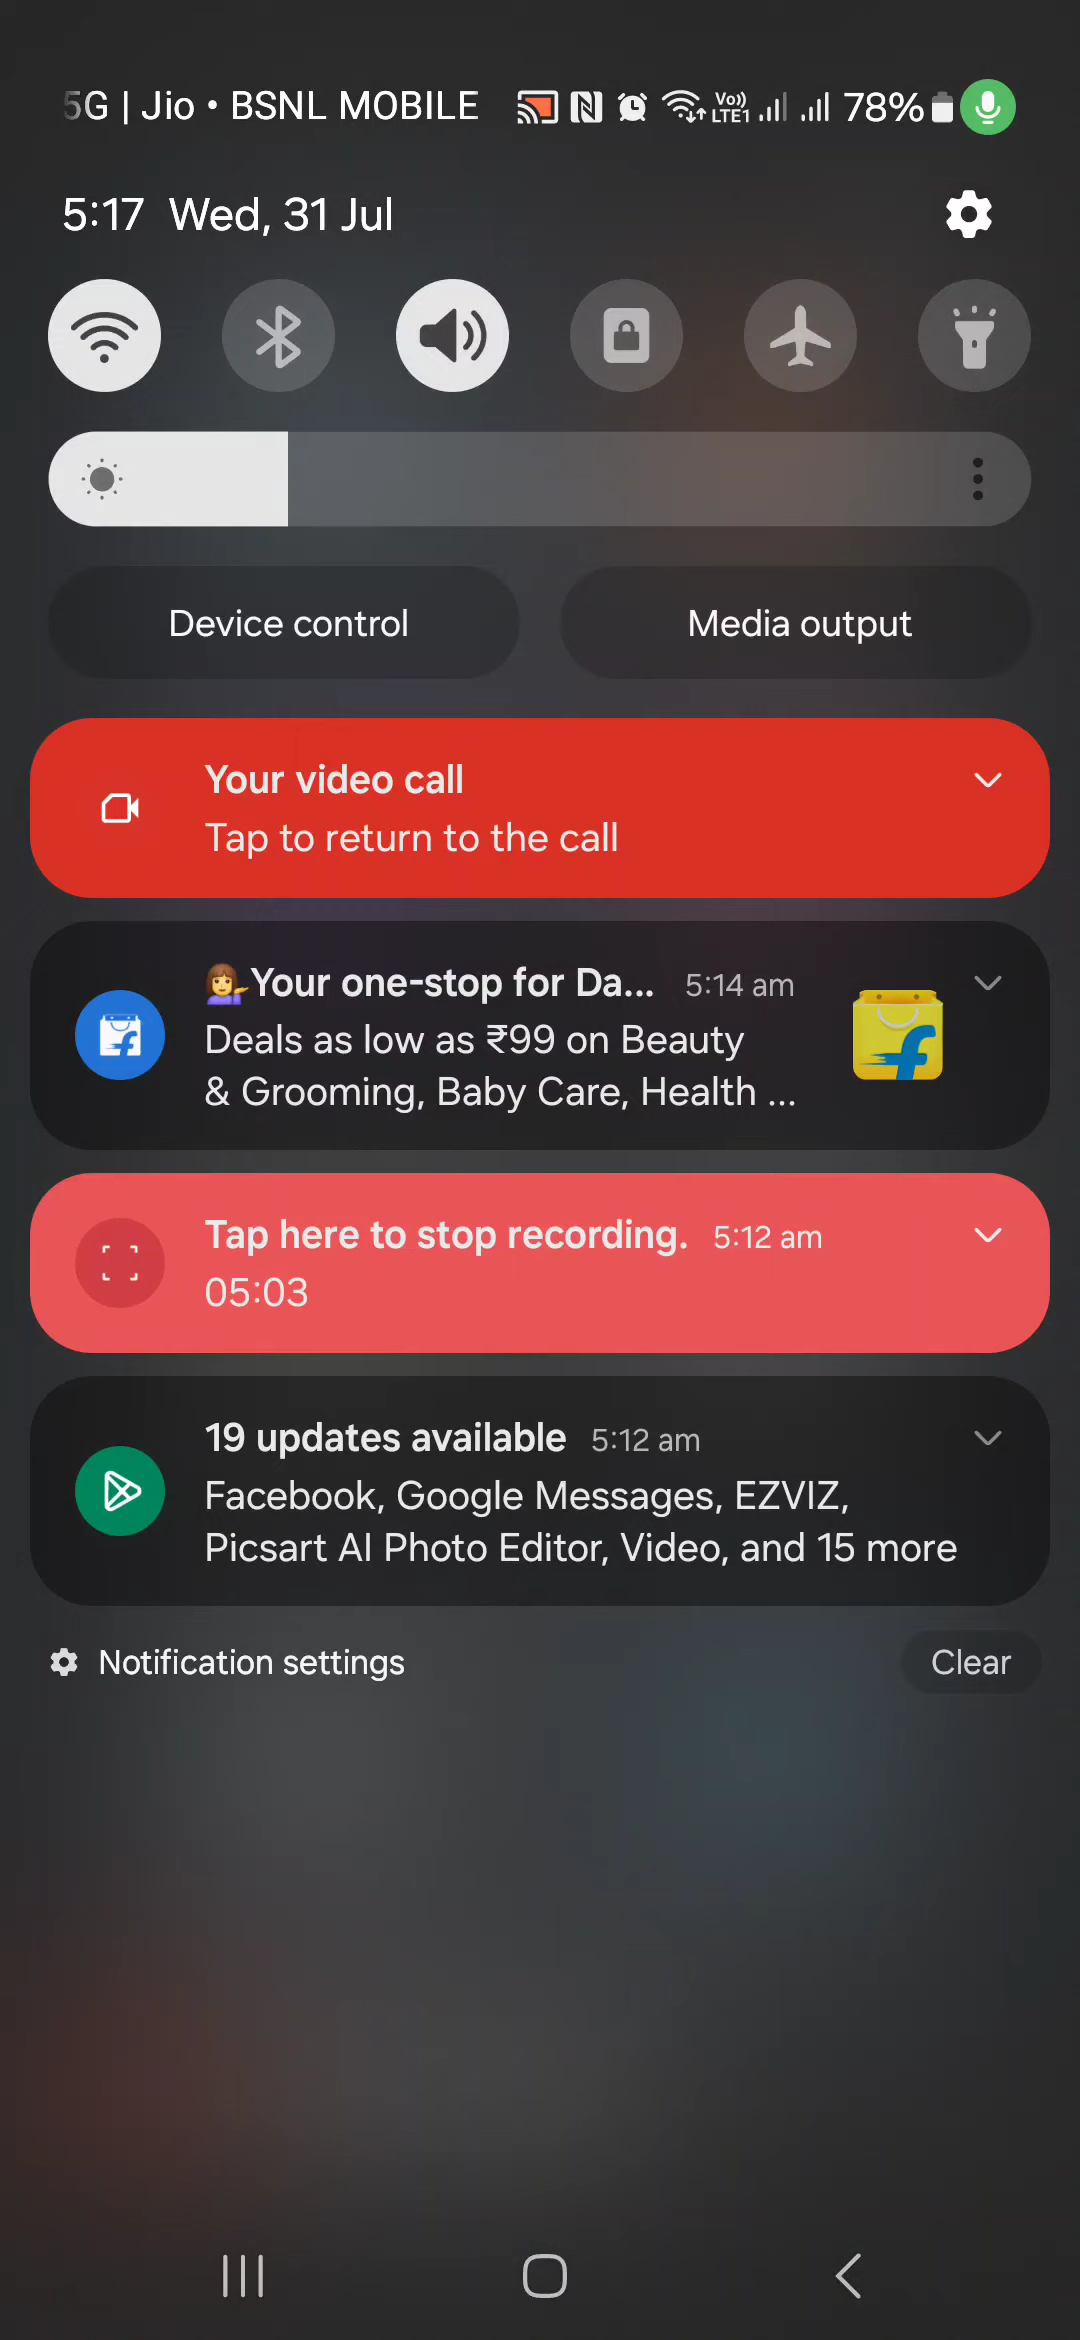 5G | Jio • BSNL MOBILE Vo)) LTE1 78%
5:17 Wed, 31 Jul
Device control Media output
Your video call
Tap to return to the call
Your one-stop for Da... 5:14 am
Deals as low as ₹99 on Beauty
& Grooming, Baby Care, Health ...
Tap here to stop recording. 5:12 am
05:03
19 updates available 5:12 am
Facebook, Google Messages, EZVIZ,
Picsart AI Photo Editor, Video, and 15 more
Notification settings Clear